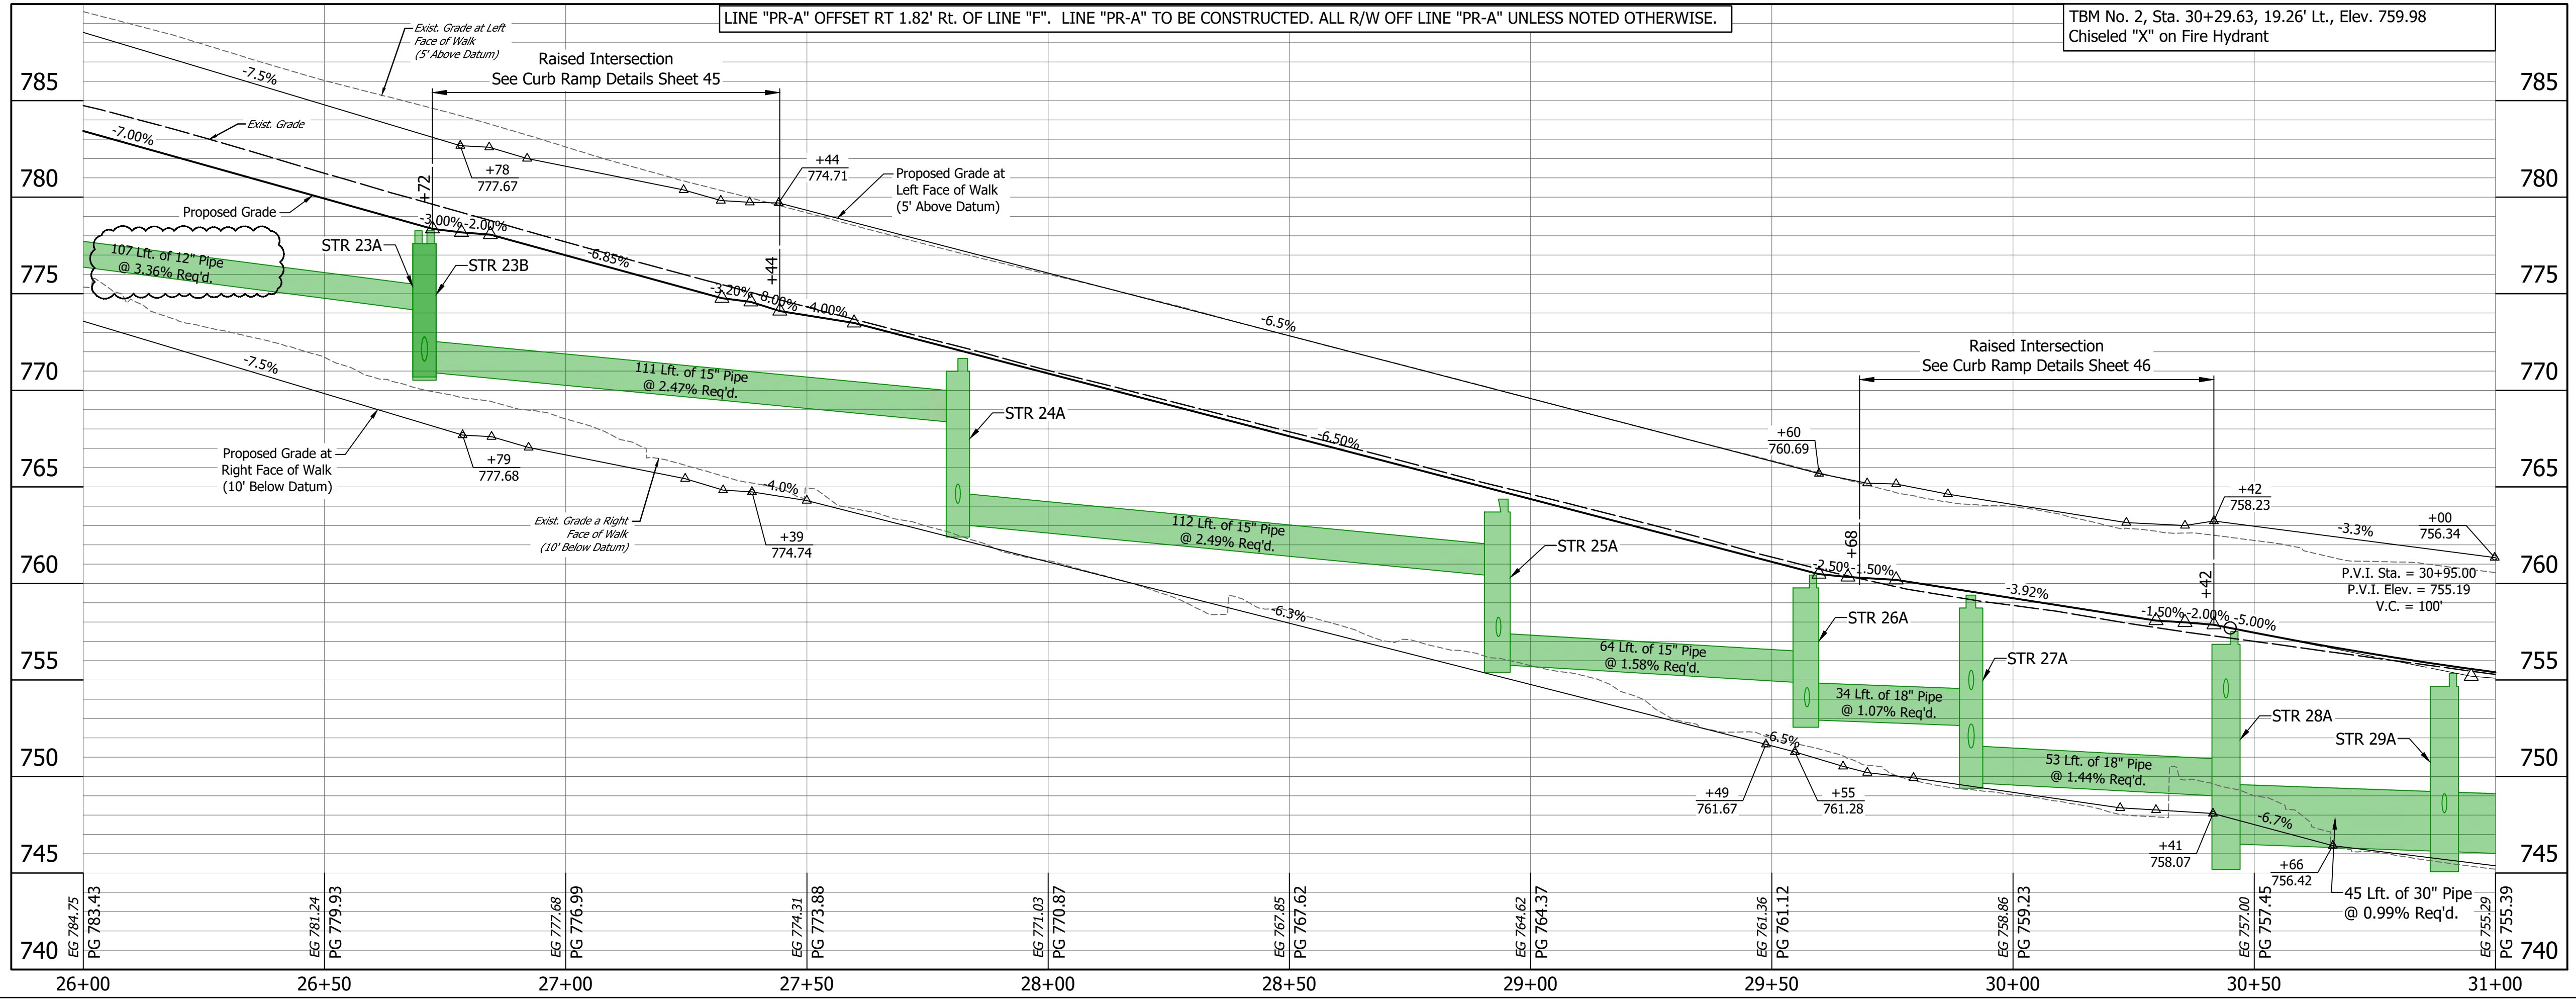 LINE "PR-A" OFFSET RT 1.82' Rt. OF LINE "F".  LINE "PR-A" TO BE CONSTRUCTED. ALL R/W OFF LINE "PR-A" UNLESS NOTED OTHERWISE.
TBM No. 2, Sta. 30+29.63, 19.26' Lt., Elev. 759.98
Chiseled "X" on Fire Hydrant
Exist. Grade at Left
Face of Walk
(5' Above Datum)
Raised Intersection
See Curb Ramp Details Sheet 45
785
785
-7.5%
Exist. Grade
-7.00%
+78
777.67
+44
774.71
Proposed Grade at
Left Face of Walk
(5' Above Datum)
780
780
+72
Proposed Grade
-3.00%
-2.00%
STR 23A
STR 23B
107 Lft. of 12" Pipe
@ 3.36% Req'd.
-6.85%
+44
775
775
-3.20%
-8.00%
-4.00%
-6.5%
Raised Intersection
See Curb Ramp Details Sheet 46
770
770
-7.5%
111 Lft. of 15" Pipe
@ 2.47% Req'd.
STR 24A
-6.50%
+60
760.69
Proposed Grade at
Right Face of Walk
(10' Below Datum)
+79
777.68
765
765
-4.0%
+42
758.23
Exist. Grade a Right
Face of Walk
(10' Below Datum)
+39
774.74
112 Lft. of 15" Pipe
@ 2.49% Req'd.
STR 25A
+68
-3.3%
+00
756.34
760
760
-2.50%
-1.50%
-3.92%
+42
P.V.I. Sta. = 30+95.00
P.V.I. Elev. = 755.19
V.C. = 100'
-6.3%
STR 26A
-1.50%
-2.00%
-5.00%
755
755
64 Lft. of 15" Pipe
@ 1.58% Req'd.
STR 27A
34 Lft. of 18" Pipe
@ 1.07% Req'd.
STR 28A
STR 29A
-6.5%
750
750
53 Lft. of 18" Pipe
@ 1.44% Req'd.
+49
761.67
+55
761.28
-6.7%
745
745
+41
758.07
+66
756.42
45 Lft. of 30" Pipe
@ 0.99% Req'd.
EG 784.75
PG 783.43
EG 781.24
PG 779.93
EG 777.68
PG 776.99
EG 774.31
PG 773.88
EG 771.03
PG 770.87
EG 767.85
PG 767.62
EG 764.62
PG 764.37
EG 761.36
PG 761.12
EG 758.86
PG 759.23
EG 757.00
PG 757.45
EG 755.29
PG 755.39
740
740
26+00
26+50
27+00
27+50
28+00
28+50
29+00
29+50
30+00
30+50
31+00